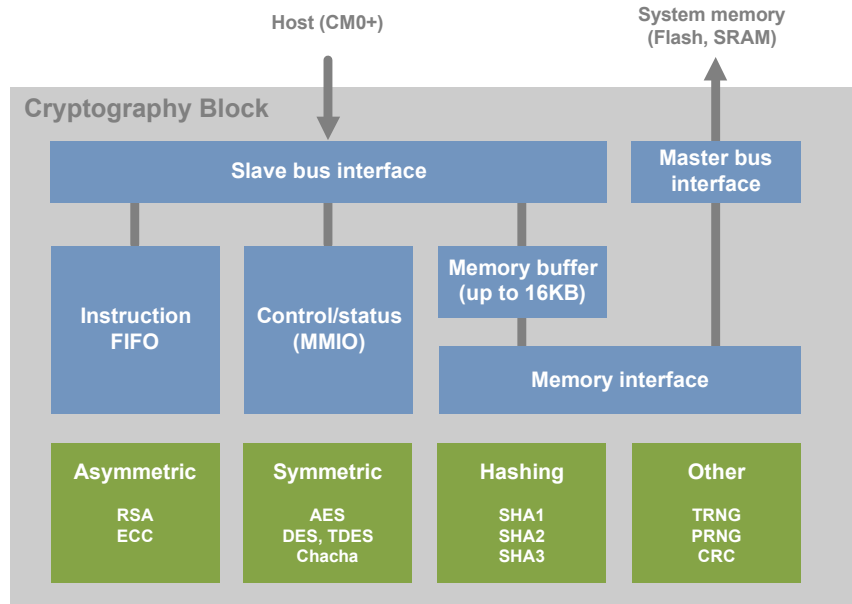 Host (CM0+)
System memory
(Flash, SRAM)
Cryptography Block
Slave bus interface
Master bus
interface
Instruction
FIFO
Control/status
(MMIO)
Memory buffer
(up to 16KB)
Memory interface
Asymmetric
RSA
ECC
Symmetric
AES
DES, TDES
Chacha
Hashing
SHA1
SHA2
SHA3
Other
TRNG
PRNG
CRC